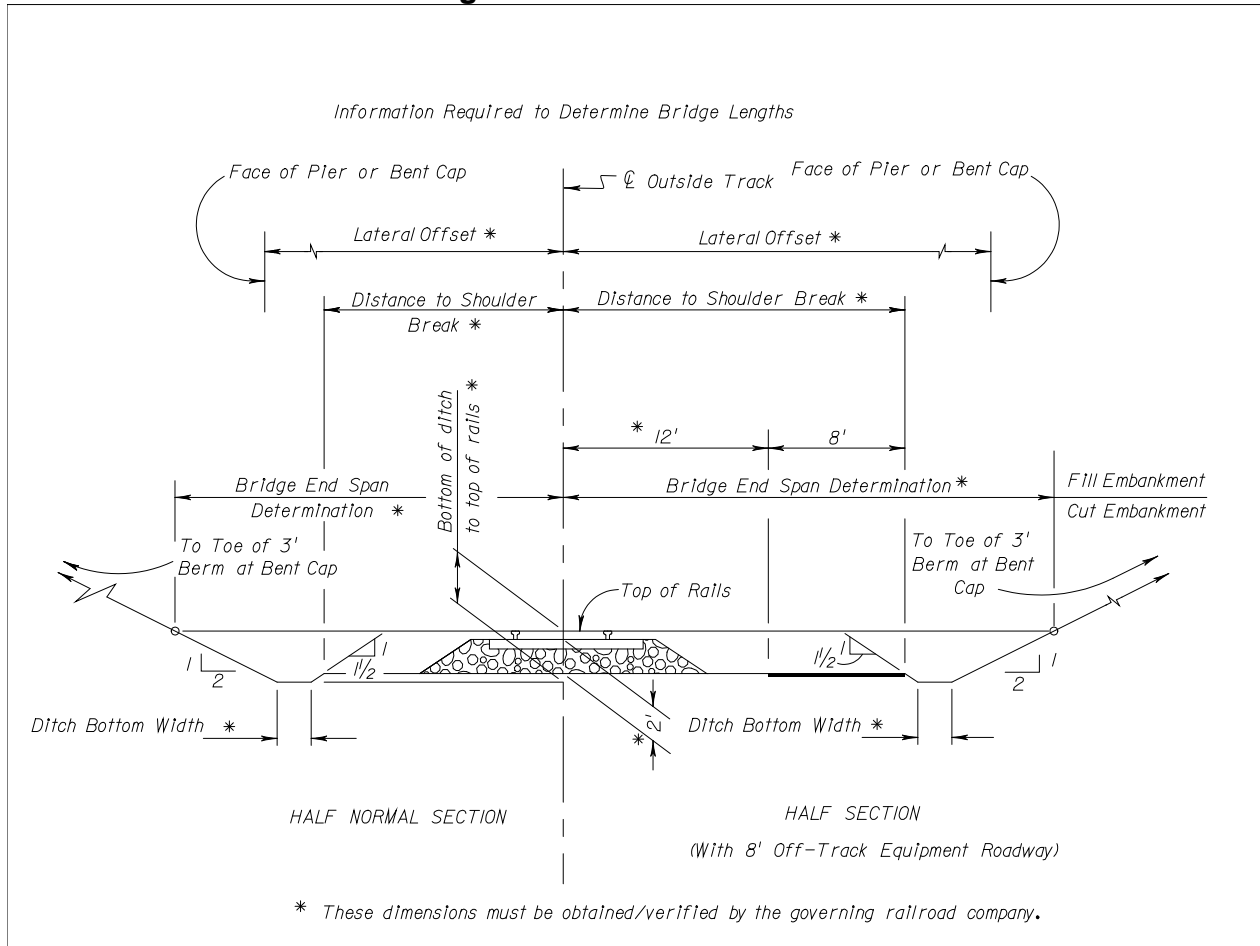 Information Required to Determine Bridge Lengths
Face of Pier or Bent Cap
℄ Outside Track
Face of Pier or Bent Cap
Lateral Offset *
Lateral Offset *
Distance to Shoulder
Break *
Distance to Shoulder Break *
Bottom of ditch
to top of rails *
* 12'
8'
Bridge End Span
Determination *
Bridge End Span Determination *
Fill Embankment
Cut Embankment
To Toe of 3'
Berm at Bent Cap
To Toe of 3'
Berm at Bent
Cap
Top of Rails
1
2
1
1½
1
1½
1
2
2'
*
Ditch Bottom Width *
Ditch Bottom Width *
HALF NORMAL SECTION
HALF SECTION
(With 8' Off-Track Equipment Roadway)
* These dimensions must be obtained/verified by the governing railroad company.